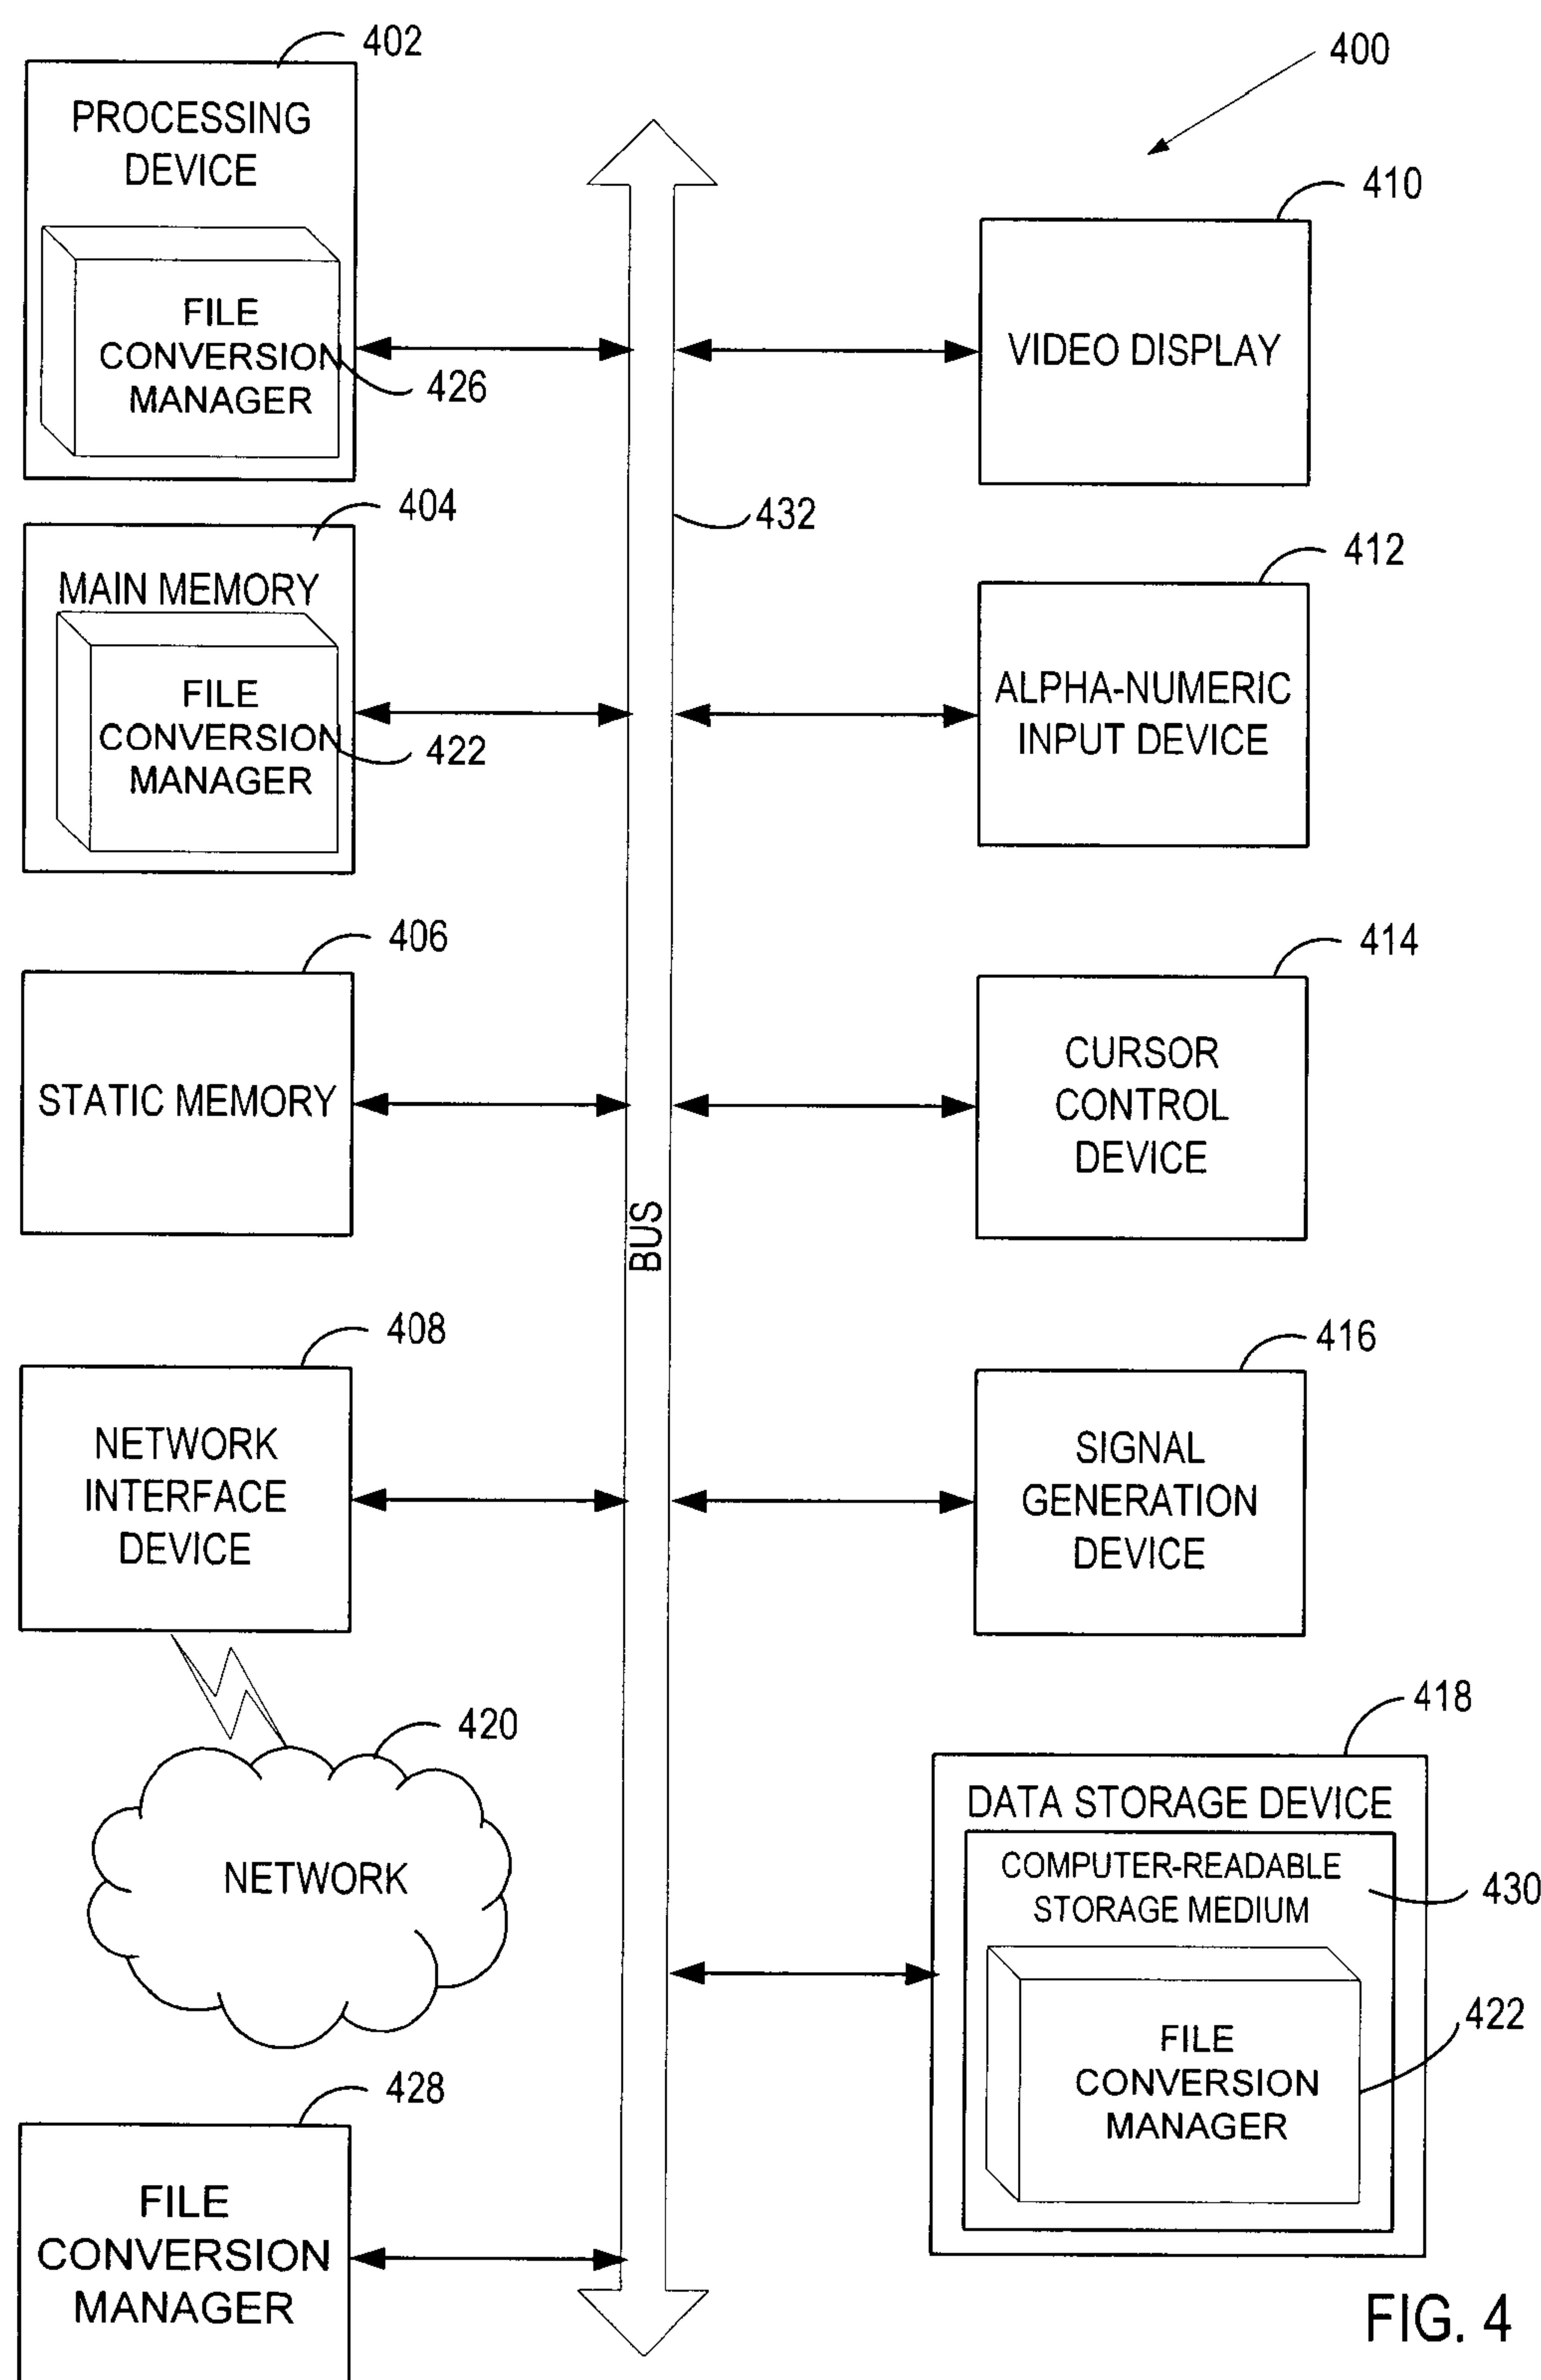 402
PROCESSING
DEVICE
FILE
CONVERSION
MANAGER
426
404
MAIN MEMORY
FILE
CONVERSION
MANAGER
422
406
STATIC MEMORY
408
NETWORK
INTERFACE
DEVICE
420
NETWORK
428
FILE
CONVERSION
MANAGER
432
BUS
400
410
VIDEO DISPLAY
412
ALPHA-NUMERIC
INPUT DEVICE
414
CURSOR
CONTROL
DEVICE
416
SIGNAL
GENERATION
DEVICE
418
DATA STORAGE DEVICE
COMPUTER-READABLE
STORAGE MEDIUM
430
FILE
CONVERSION
MANAGER
422
FIG. 4